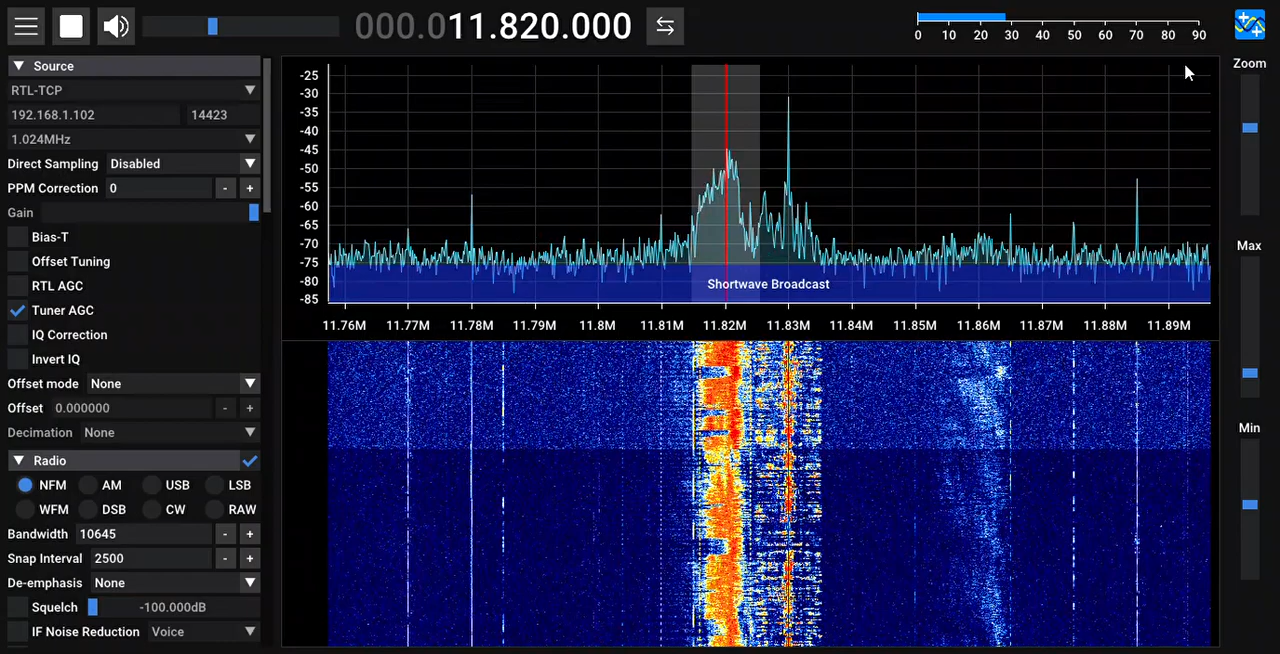 000.011.820.000
0 10 20 30 40 50 60 70 80 90
Source
RTL-TCP
192.168.1.102 14423
1.024MHz
Direct Sampling Disabled
PPM Correction 0 - +
Gain
Bias-T
Offset Tuning
RTL AGC
Tuner AGC
IQ Correction
Invert IQ
Offset mode None
Offset 0.000000 - +
Decimation None
Radio
NFM AM USB LSB
WFM DSB CW RAW
Bandwidth 10645 - +
Snap Interval 2500 - +
De-emphasis None
Squelch -100.000dB
IF Noise Reduction Voice
-25
-30
-35
-40
-45
-50
-55
-60
-65
-70
-75
-80
-85
Shortwave Broadcast
11.76M 11.77M 11.78M 11.79M 11.8M 11.81M 11.82M 11.83M 11.84M 11.85M 11.86M 11.87M 11.88M 11.89M
Zoom
Max
Min